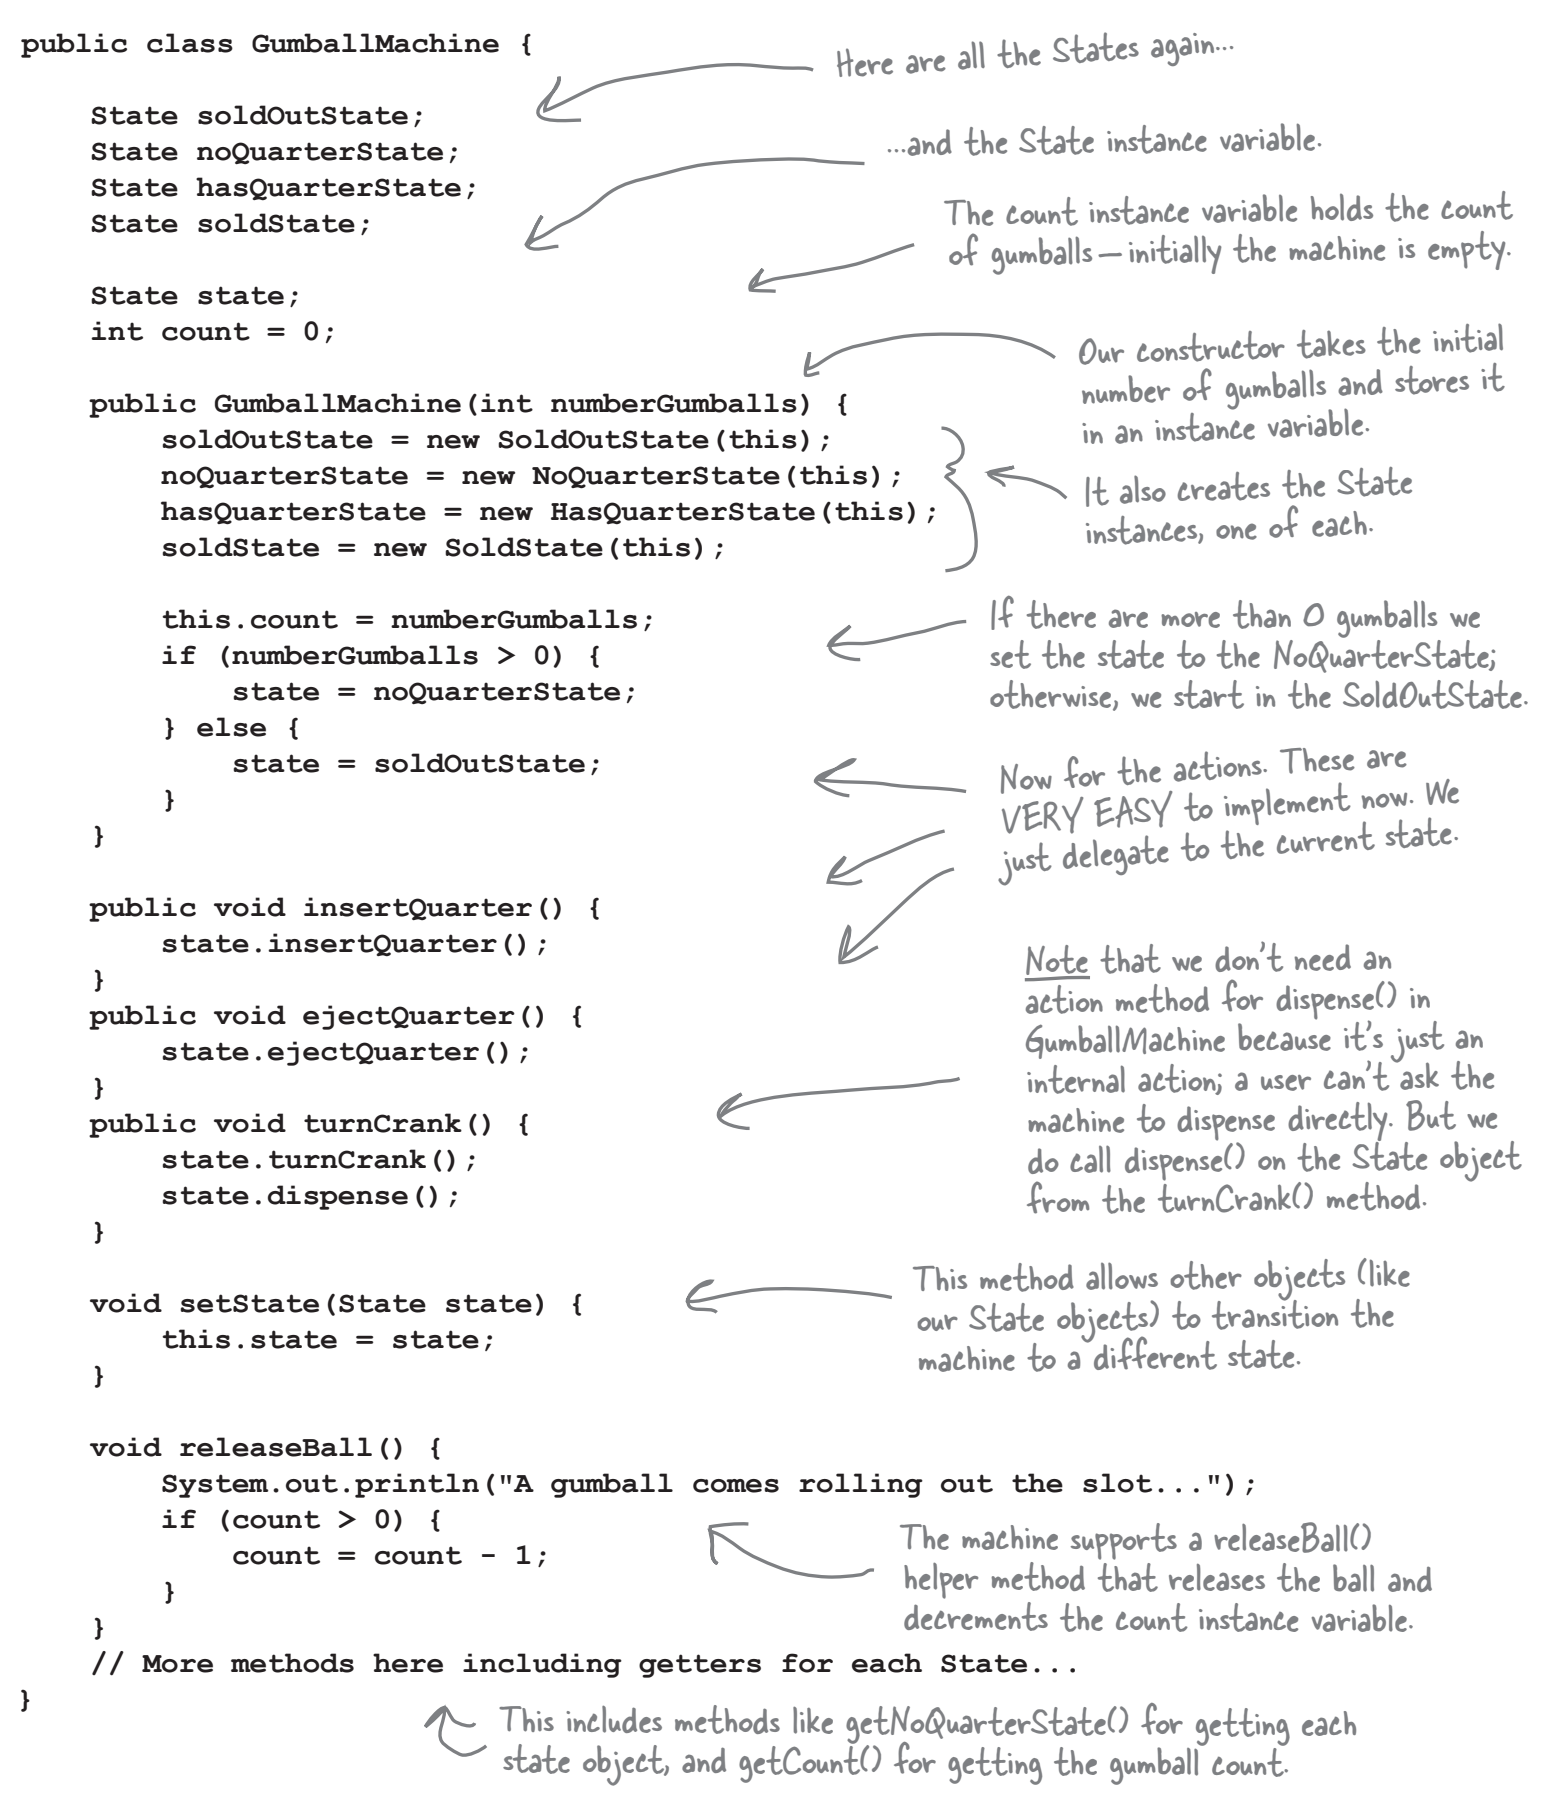 public class GumballMachine {
Here are all the States again...
State soldOutState;
State noQuarterState;
State hasQuarterState;
State soldState;
...and the State instance variable.
The count instance variable holds the count
of gumballs – initially the machine is empty.
State state;
int count = 0;
Our constructor takes the initial
number of gumballs and stores it
in an instance variable.
public GumballMachine(int numberGumballs) {
soldOutState = new SoldOutState(this);
noQuarterState = new NoQuarterState(this);
hasQuarterState = new HasQuarterState(this);
soldState = new SoldState(this);
It also creates the State
instances, one of each.
this.count = numberGumballs;
if (numberGumballs > 0) {
state = noQuarterState;
} else {
state = soldOutState;
}
}
If there are more than 0 gumballs we
set the state to the NoQuarterState;
otherwise, we start in the SoldOutState.
Now for the actions. These are
VERY EASY to implement now. We
just delegate to the current state.
public void insertQuarter() {
state.insertQuarter();
}
public void ejectQuarter() {
state.ejectQuarter();
}
public void turnCrank() {
state.turnCrank();
state.dispense();
}
Note that we don't need an
action method for dispense() in
GumballMachine because it's just an
internal action; a user can't ask the
machine to dispense directly. But we
do call dispense() on the State object
from the turnCrank() method.
void setState(State state) {
this.state = state;
}
This method allows other objects (like
our State objects) to transition the
machine to a different state.
void releaseBall() {
System.out.println("A gumball comes rolling out the slot...");
if (count > 0) {
count = count - 1;
}
}
The machine supports a releaseBall()
helper method that releases the ball and
decrements the count instance variable.
// More methods here including getters for each State...
}
This includes methods like getNoQuarterState() for getting each
state object, and getCount() for getting the gumball count.